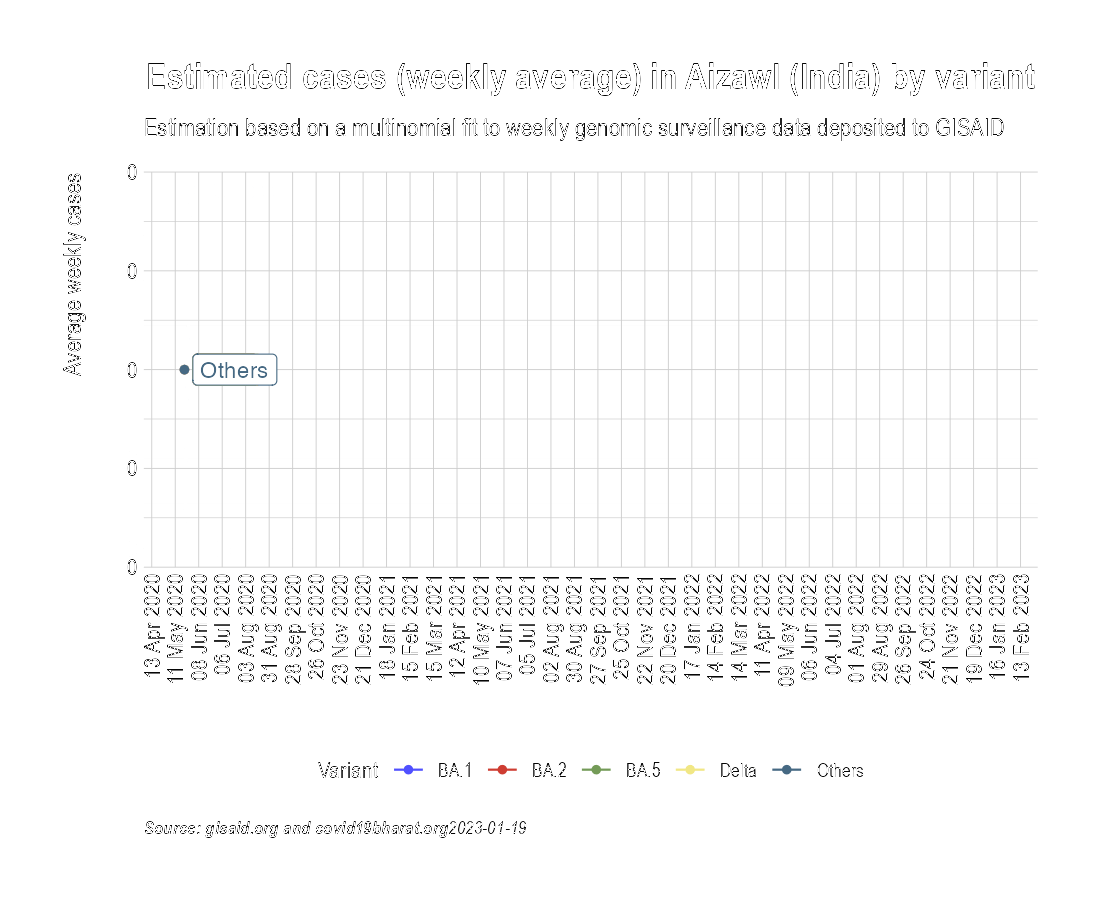 Estimated cases (weekly average) in Aizawl (India) by variant
Estimation based on a multinomial fit to weekly genomic surveillance data deposited to GISAID
Average weekly cases
0
0
0
0
0
Others
13 Apr 2020
11 May 2020
08 Jun 2020
06 Jul 2020
03 Aug 2020
31 Aug 2020
28 Sep 2020
26 Oct 2020
23 Nov 2020
21 Dec 2020
18 Jan 2021
15 Feb 2021
15 Mar 2021
12 Apr 2021
10 May 2021
07 Jun 2021
05 Jul 2021
02 Aug 2021
30 Aug 2021
27 Sep 2021
25 Oct 2021
22 Nov 2021
20 Dec 2021
17 Jan 2022
14 Feb 2022
14 Mar 2022
11 Apr 2022
09 May 2022
06 Jun 2022
04 Jul 2022
01 Aug 2022
29 Aug 2022
26 Sep 2022
24 Oct 2022
21 Nov 2022
19 Dec 2022
16 Jan 2023
13 Feb 2023
Variant BA.1 BA.2 BA.5 Delta Others
Source: gisaid.org and covid19bharat.org2023-01-19